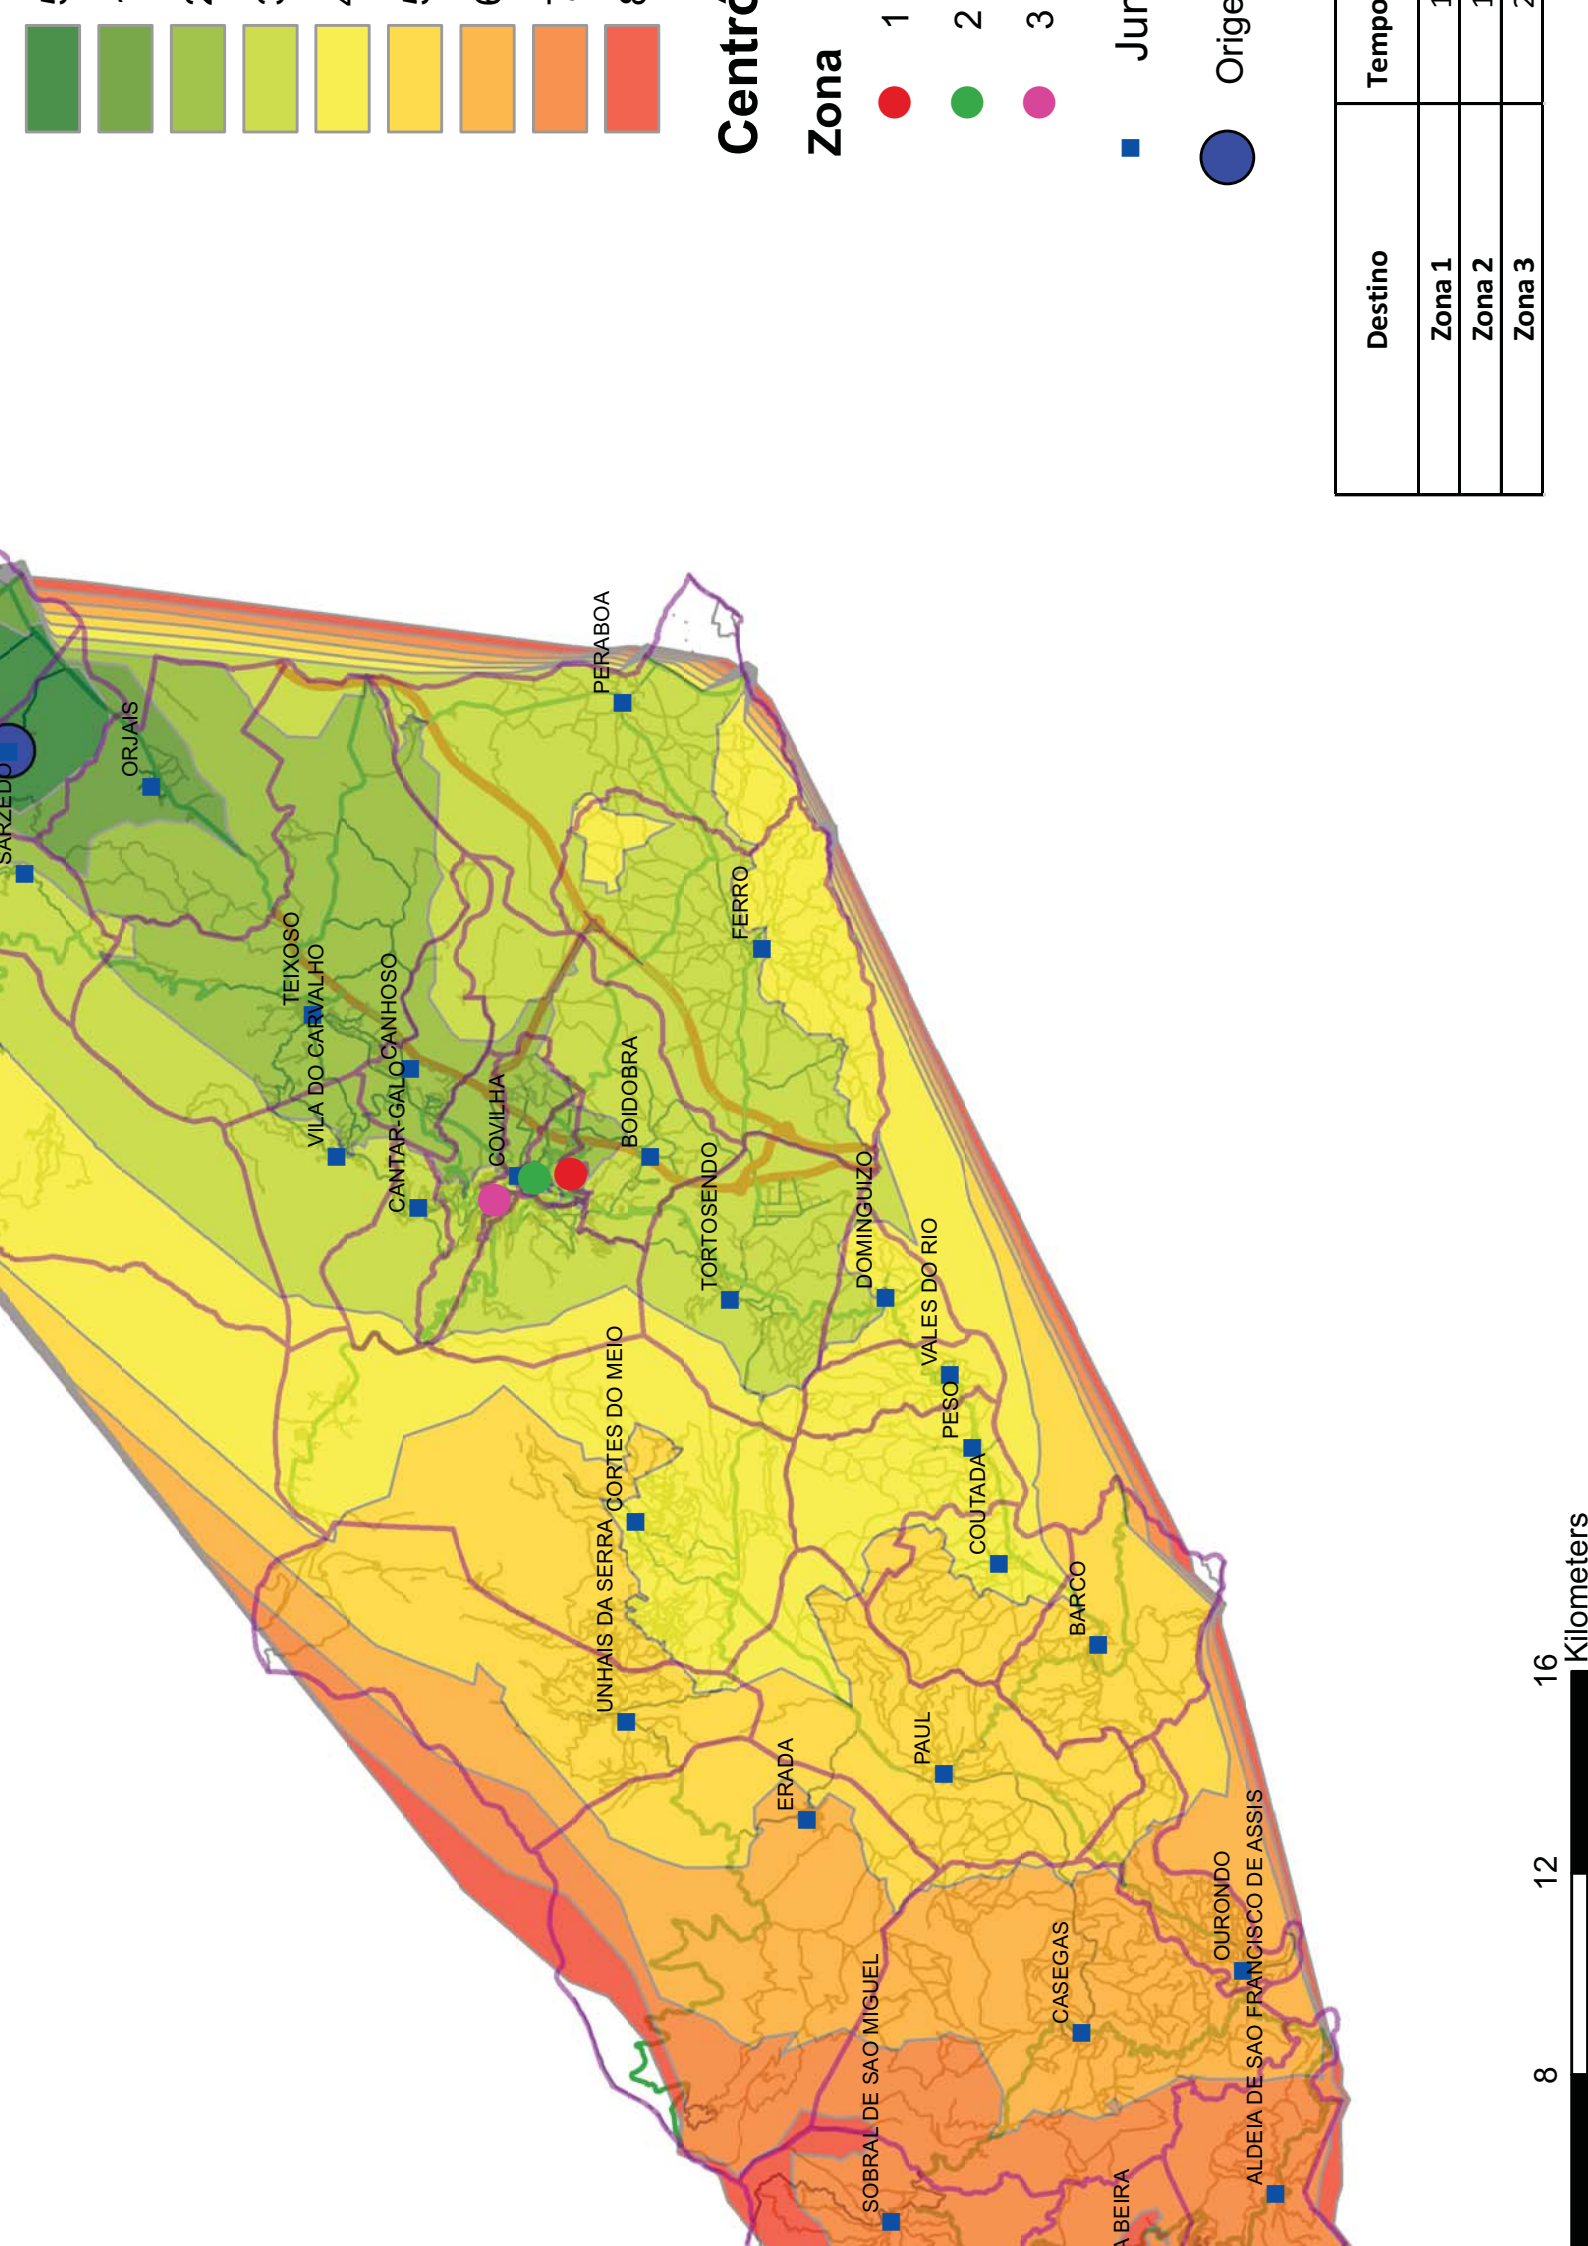 Centró
Zona
1
2
3
Jun
Origem
Destino
Tempo
Zona 1
Zona 2
Zona 3
SARZEDO
ORJAIS
TEIXOSO
VILA DO CARVALHO
CANHOSO
CANTAR-GALO
COVILHA
BOIDOBRA
PERABOA
FERRO
TORTOSENDO
DOMINGUIZO
VALES DO RIO
PESO
COUTADA
CORTES DO MEIO
UNHAIS DA SERRA
BARCO
PAUL
ERADA
OURONDO
ALDEIA DE SAO FRANCISCO DE ASSIS
CASEGAS
SOBRAL DE SAO MIGUEL
A BEIRA
8
12
16
Kilometers